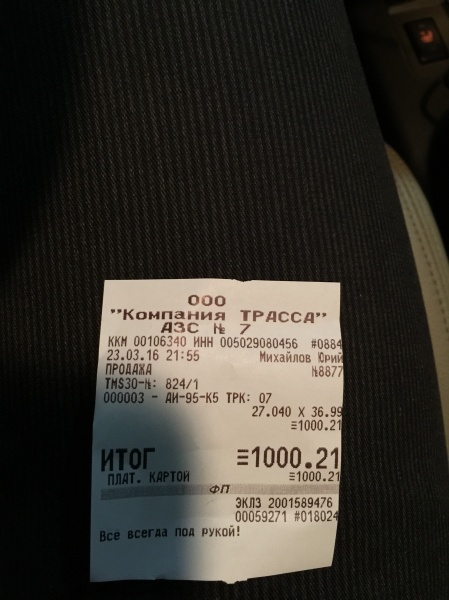 ООО
"Компания ТРАССА"
АЗС № 7
ККМ 00106340 ИНН 005029080456 #0884
23.03.16 21:55 Михайлов Юрий
ПРОДАЖА №8877
TMS30-№: 824/1
000003 - АИ-95-К5 ТРК: 07
27.040 X 36.99
≡1000.21
ИТОГ ≡1000.21
ПЛАТ. КАРТОЙ ≡1000.21
ФП
ЭКЛЗ 2001589476
00059271 #018024
Все всегда под рукой!